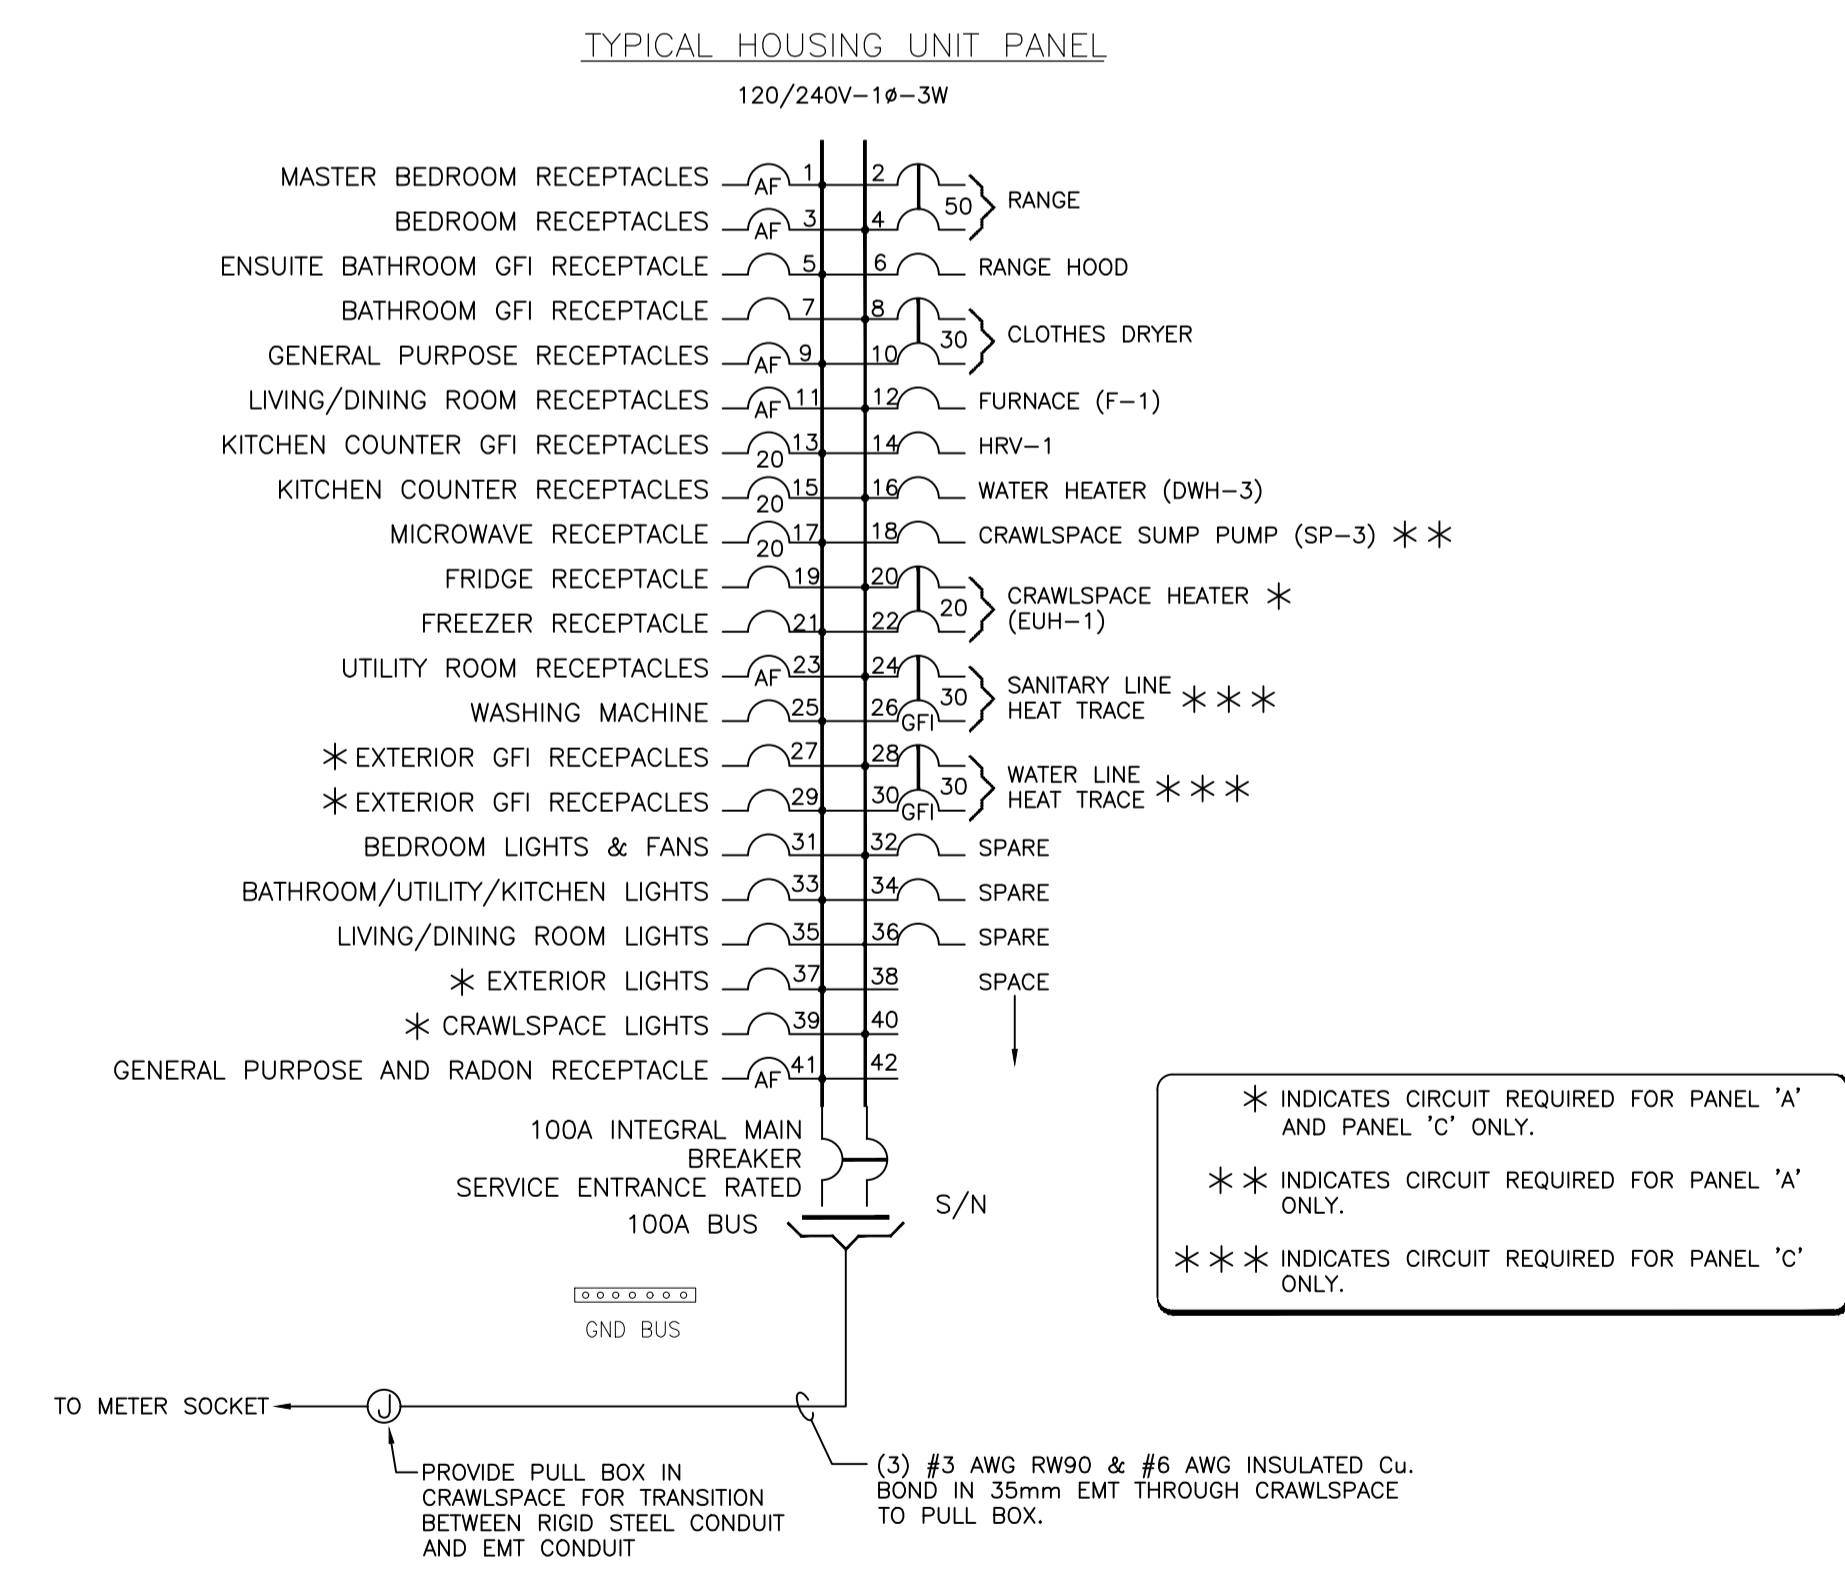 TYPICAL HOUSING UNIT PANEL
120/240V-1ø-3W
MASTER BEDROOM RECEPTACLES AF 1 2 50 RANGE
BEDROOM RECEPTACLES AF 3 4
ENSUITE BATHROOM GFI RECEPTACLE 5 6 RANGE HOOD
BATHROOM GFI RECEPTACLE 7 8 30 CLOTHES DRYER
GENERAL PURPOSE RECEPTACLES AF 9 10
LIVING/DINING ROOM RECEPTACLES AF 11 12 FURNACE (F-1)
KITCHEN COUNTER GFI RECEPTACLES 20 13 14 HRV-1
KITCHEN COUNTER RECEPTACLES 20 15 16 WATER HEATER (DWH-3)
MICROWAVE RECEPTACLE 20 17 18 CRAWLSPACE SUMP PUMP (SP-3) * *
FRIDGE RECEPTACLE 19 20 20 CRAWLSPACE HEATER *
FREEZER RECEPTACLE 21 22 (EUH-1)
UTILITY ROOM RECEPTACLES AF 23 24 30 SANITARY LINE * * *
WASHING MACHINE 25 26 GFI HEAT TRACE
* EXTERIOR GFI RECEPACLES 27 28 30 WATER LINE * * *
* EXTERIOR GFI RECEPACLES 29 30 GFI HEAT TRACE
BEDROOM LIGHTS & FANS 31 32 SPARE
BATHROOM/UTILITY/KITCHEN LIGHTS 33 34 SPARE
LIVING/DINING ROOM LIGHTS 35 36 SPARE
* EXTERIOR LIGHTS 37 38 SPACE
* CRAWLSPACE LIGHTS 39 40
GENERAL PURPOSE AND RADON RECEPTACLE AF 41 42
100A INTEGRAL MAIN
BREAKER
SERVICE ENTRANCE RATED
100A BUS
S/N
GND BUS
* INDICATES CIRCUIT REQUIRED FOR PANEL 'A'
AND PANEL 'C' ONLY.
* * INDICATES CIRCUIT REQUIRED FOR PANEL 'A'
ONLY.
* * * INDICATES CIRCUIT REQUIRED FOR PANEL 'C'
ONLY.
TO METER SOCKET J
PROVIDE PULL BOX IN
CRAWLSPACE FOR TRANSITION
BETWEEN RIGID STEEL CONDUIT
AND EMT CONDUIT
(3) #3 AWG RW90 & #6 AWG INSULATED Cu.
BOND IN 35mm EMT THROUGH CRAWLSPACE
TO PULL BOX.